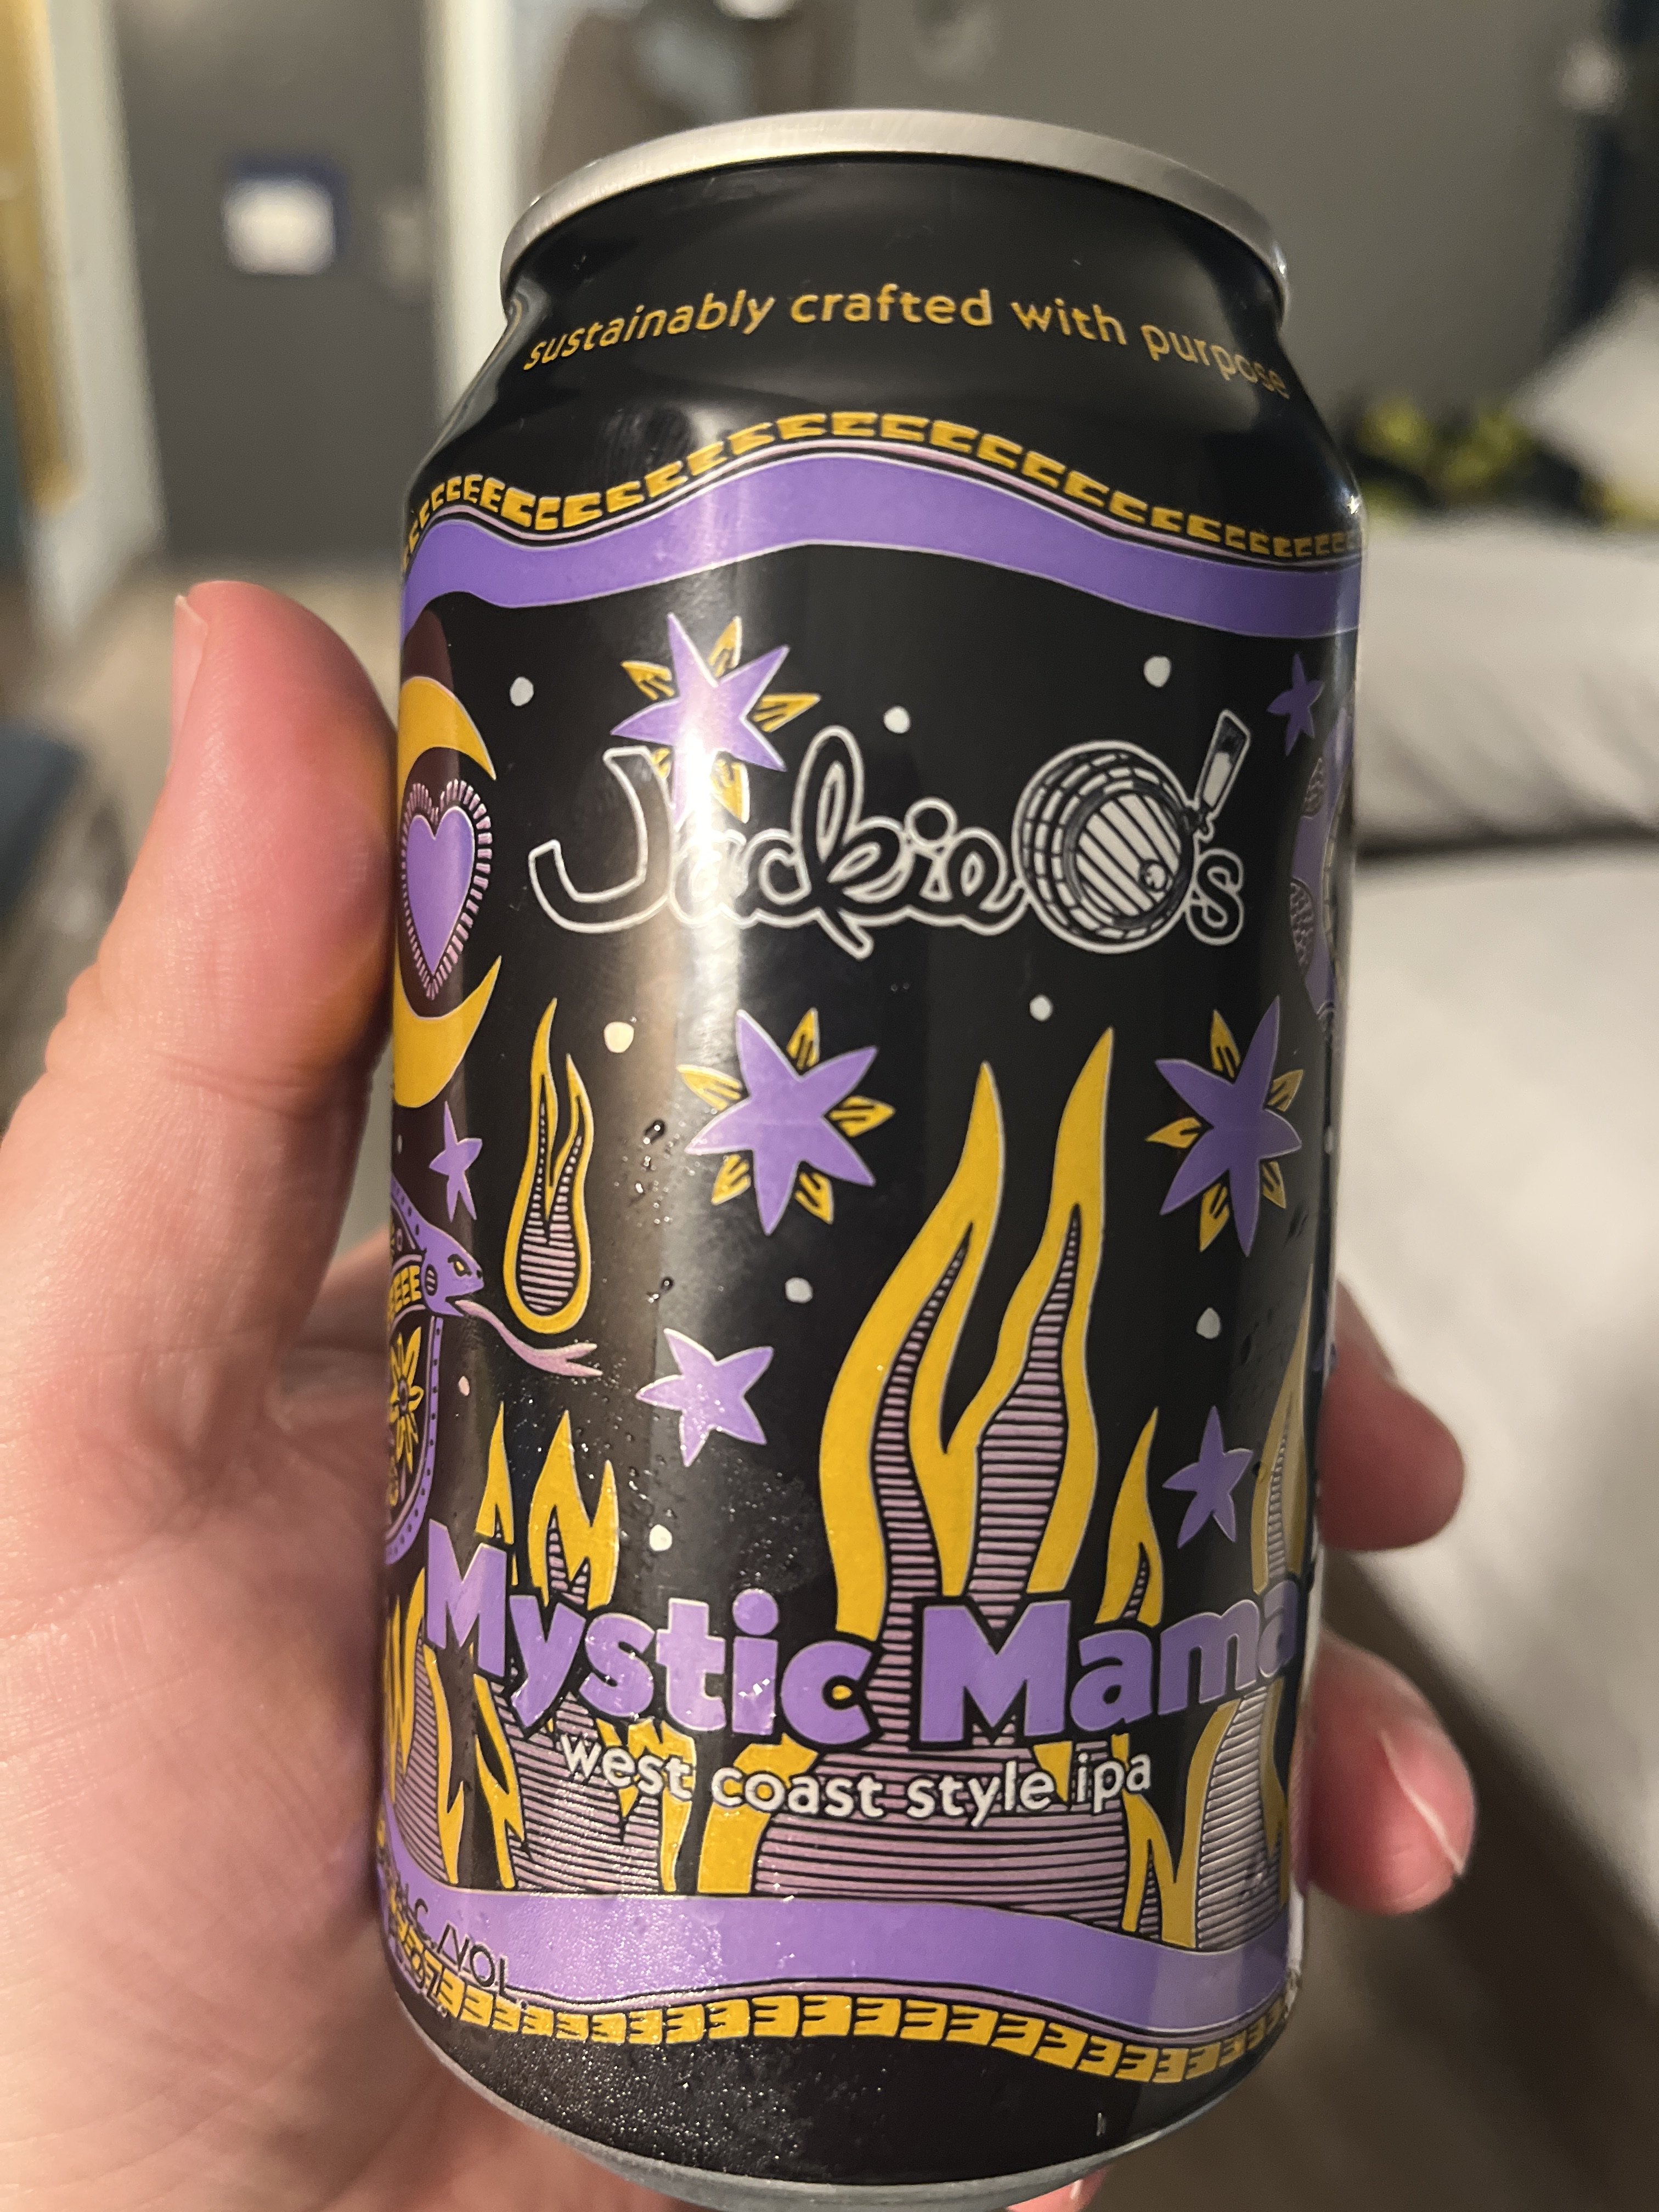 sustainably crafted with purpose
Jackie O's
Mystic Mama
west coast style ipa